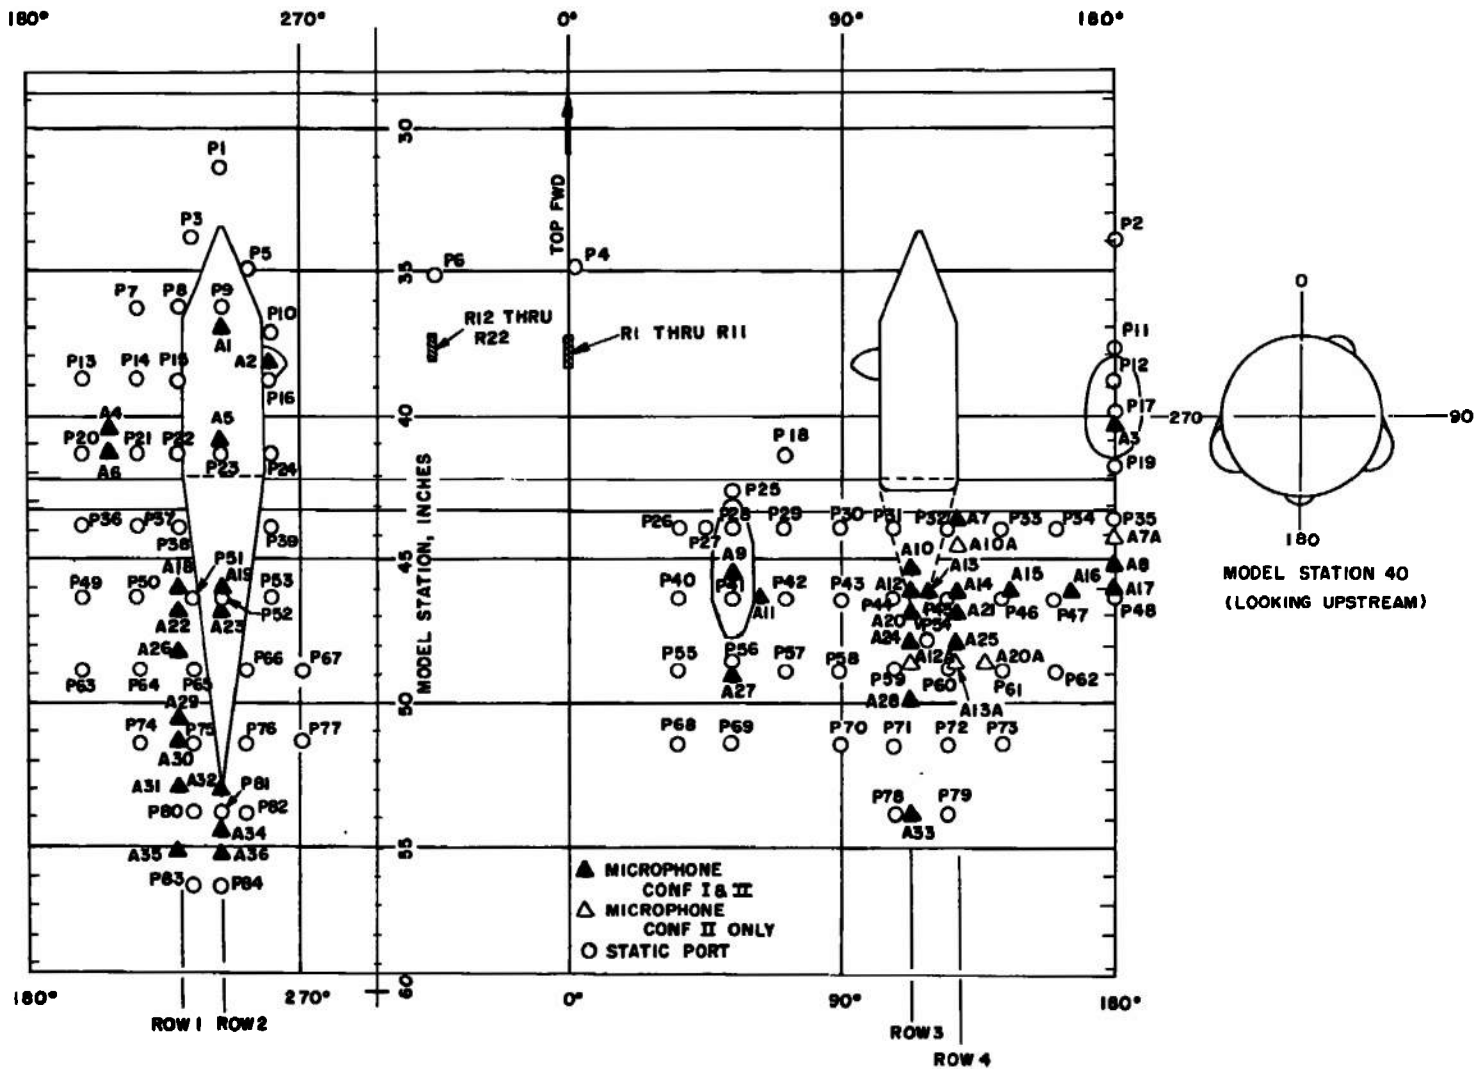 180° 270° 0° 90° 180°
30
P1
P3
P5
P6
TOP FWD
P4
P2
35
P7 P8 P9
P10
A1
R12 THRU
R22
R1 THRU R11
P11
P13 P14 P15 A2
P16
P12
A4 A5
40
P17
A3
P20 P21 P22 P23 P24
A6
P18
P19
P25
P36 P37 P38 P39
P26 P27 P28 P29 P30 P31 P32 A7 P33 P34 P35
A10A A7A
45
A18 P51 A19 P53
A9 A10 A13 A8
P49 P50 P52
P40 P41 P42 P43 A12 A14 A15 A16 A17
A11 P44 P45 A21 P46 P47 P48
A22 A23
A20 P54
A26
A24 A25
P66 P67
P55 P56 P57 P58 A12A A20A
P63 P64 P65
A27 P59 P60 P61 P62
A28 A13A
MODEL STATION, INCHES
50
A29
P74 P75 P76 P77
P68 P69 P70 P71 P72 P73
A30
A31 A32 P81
P80 P82
P78 P79
A33
A34
A35 A36
55
P83 P84
MICROPHONE
CONF I & II
MICROPHONE
CONF II ONLY
STATIC PORT
60
180° 270° 0° 90° 180°
ROW 1 ROW 2
ROW 3
ROW 4
0
270 90
180
MODEL STATION 40
(LOOKING UPSTREAM)